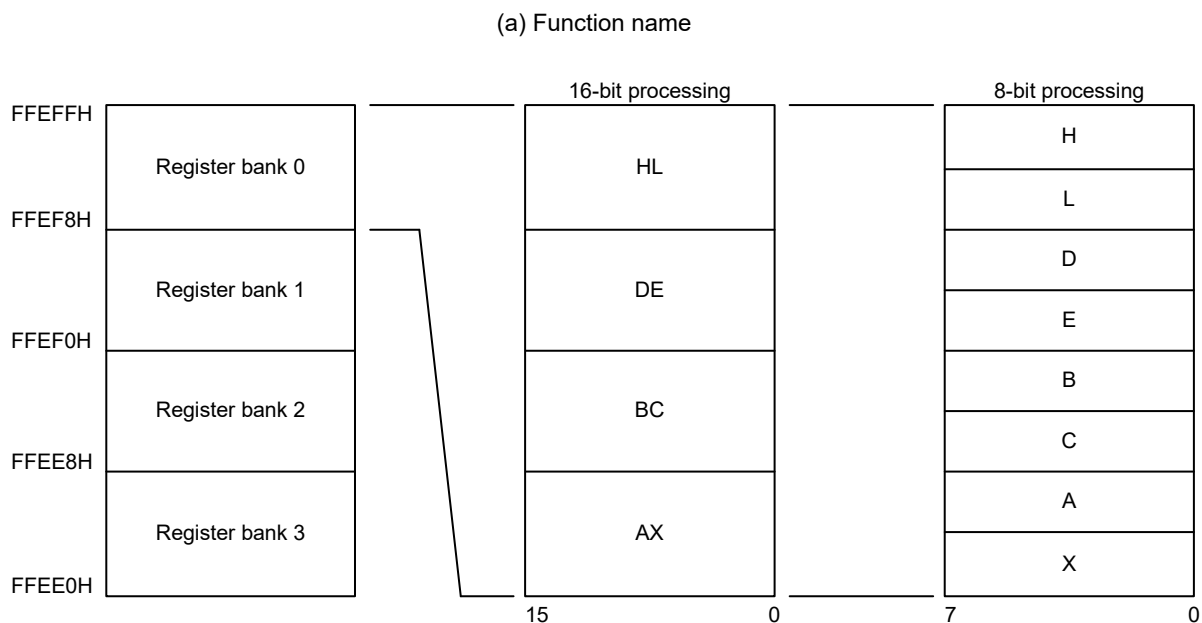 (a) Function name
16-bit processing 8-bit processing
FFEFFH
H
Register bank 0 HL
L
FFEF8H
D
Register bank 1 DE
E
FFEF0H
B
Register bank 2 BC
C
FFEE8H
A
Register bank 3 AX
X
FFEE0H
15 0 7 0